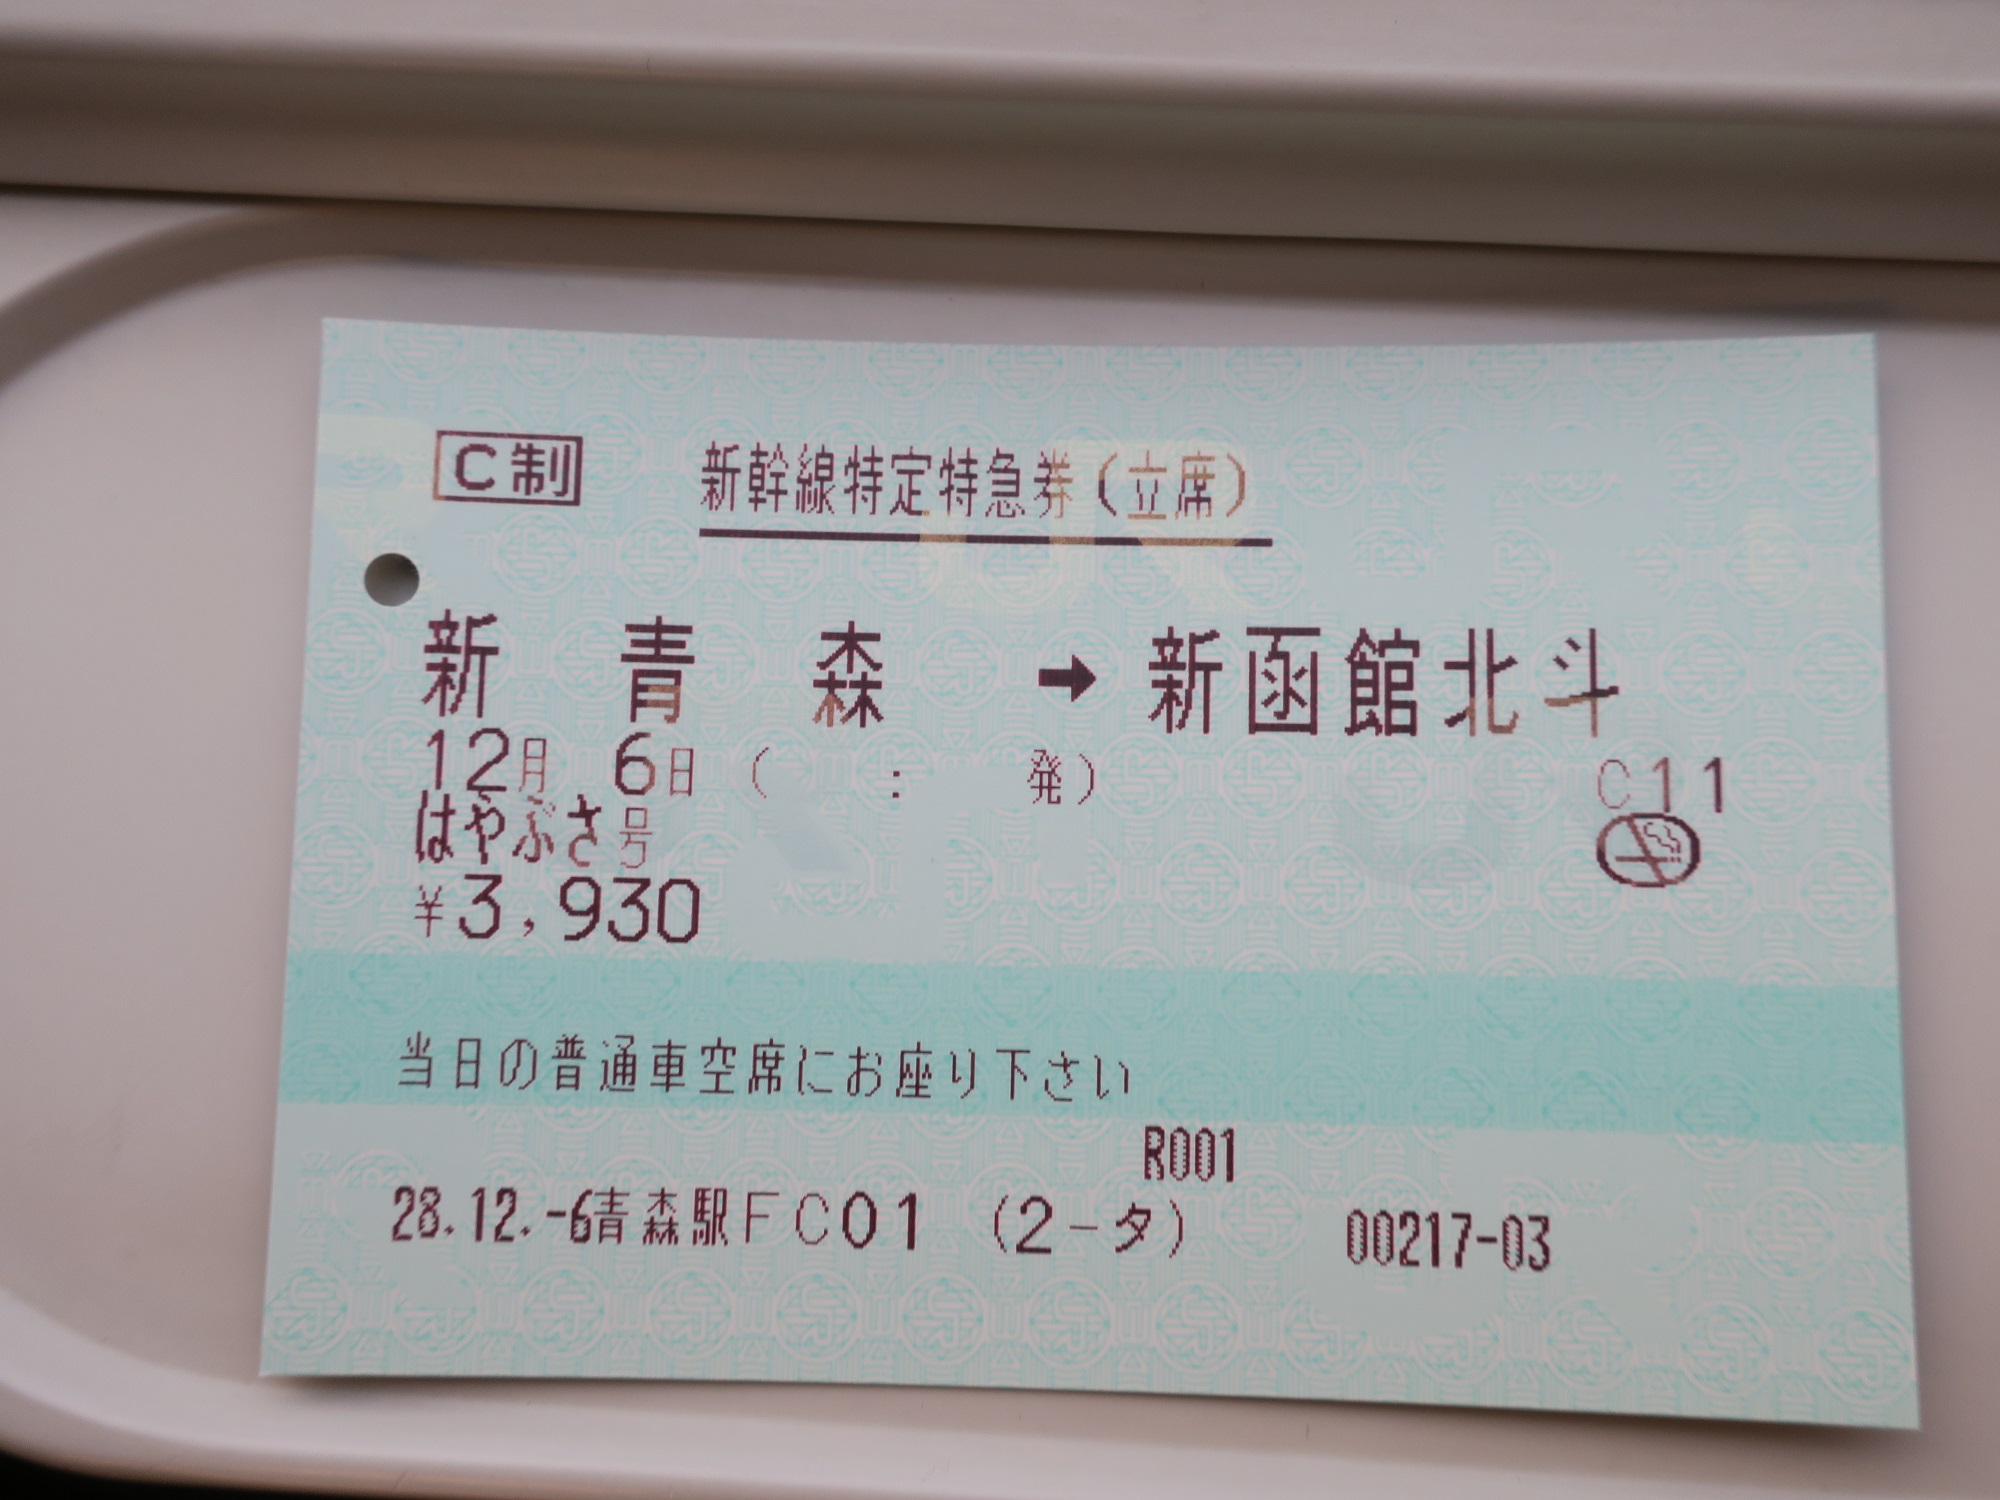 C制 新幹線特定特急券(立席)
新青森➡新函館北斗
12月 6日 ( : 発) C11
はやぶさ号
¥3,930
当日の普通車空席にお座り下さい
R001
28.12.-6青森駅FC01 (2-タ) 00217-03